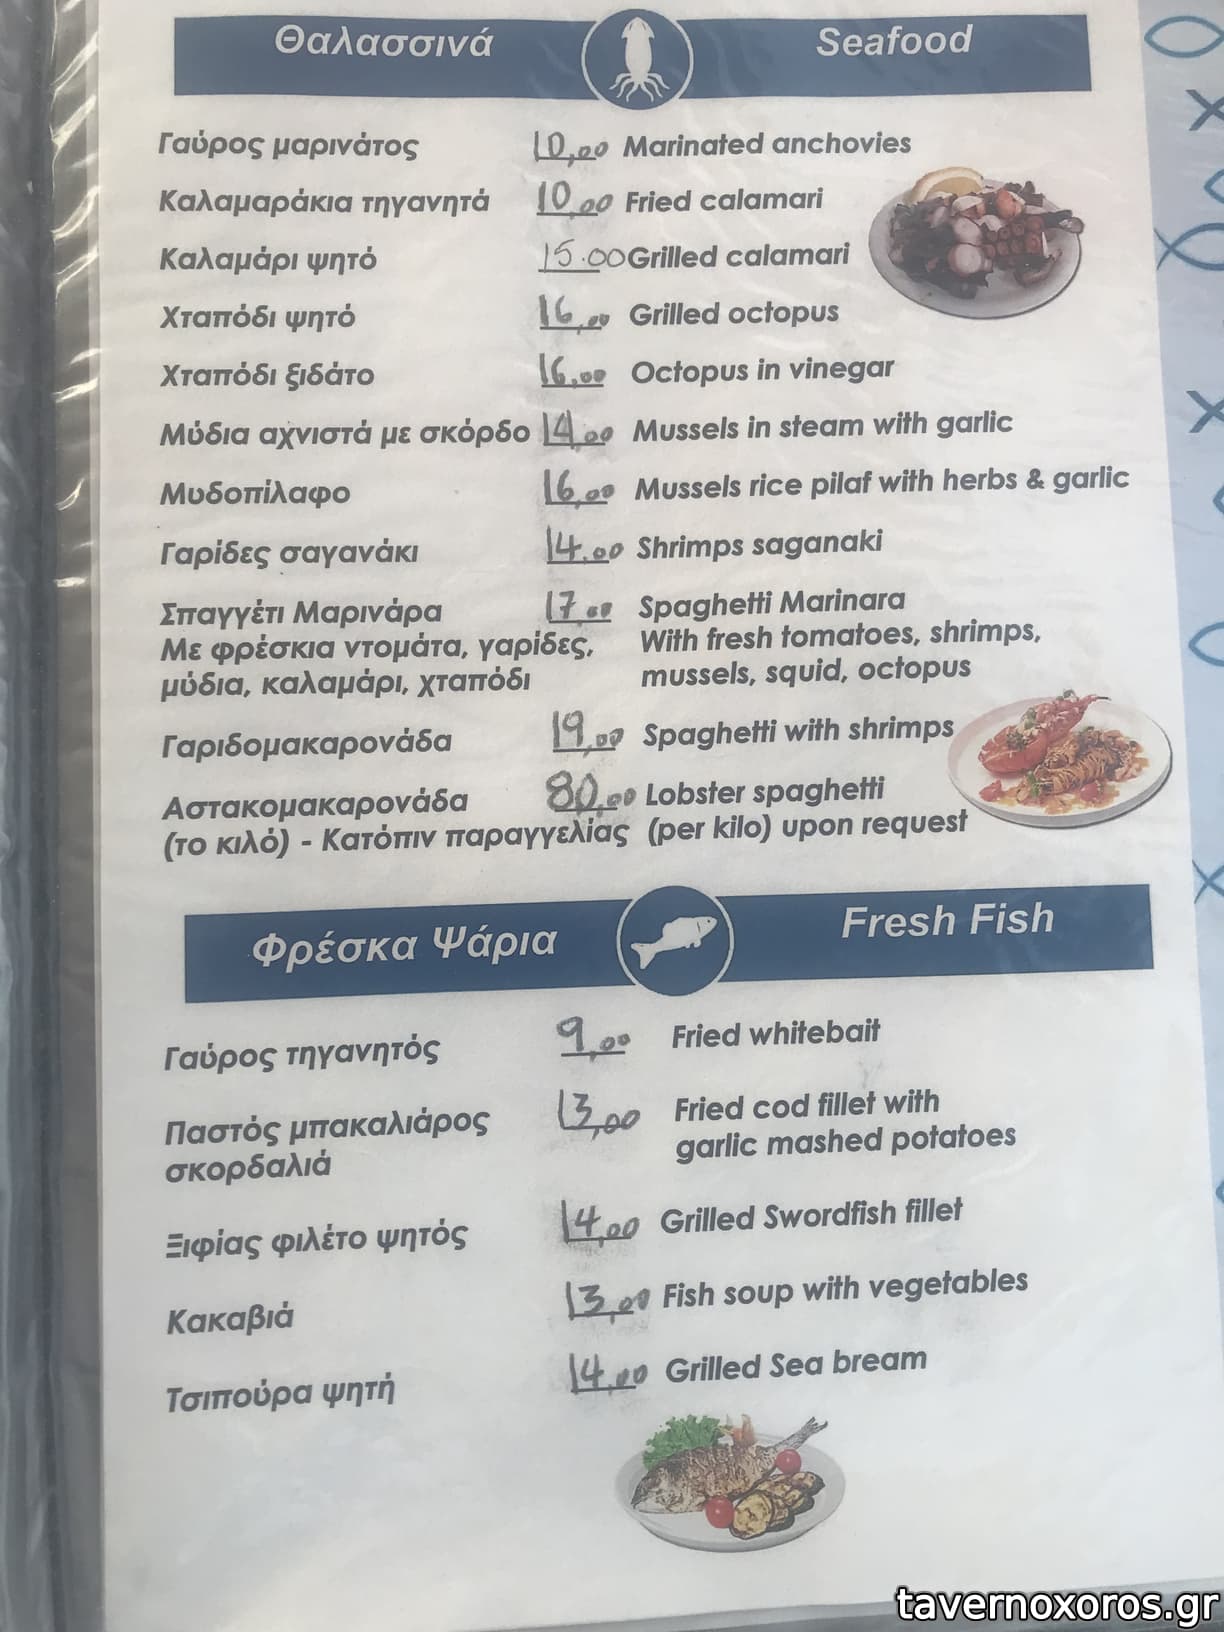 Θαλασσινά Seafood
Γαύρος μαρινάτος 10,00 Marinated anchovies
Καλαμαράκια τηγανητά 10,00 Fried calamari
Καλαμάρι ψητό 15.00 Grilled calamari
Χταπόδι ψητό 16,00 Grilled octopus
Χταπόδι ξιδάτο 16,00 Octopus in vinegar
Μύδια αχνιστά με σκόρδο 14,00 Mussels in steam with garlic
Μυδοπίλαφο 16,00 Mussels rice pilaf with herbs & garlic
Γαρίδες σαγανάκι 14,00 Shrimps saganaki
Σπαγγέτι Μαρινάρα 17,00 Spaghetti Marinara
Με φρέσκια ντομάτα, γαρίδες, With fresh tomatoes, shrimps,
μύδια, καλαμάρι, χταπόδι mussels, squid, octopus
Γαριδομακαρονάδα 19,00 Spaghetti with shrimps
Αστακομακαρονάδα 80,00 Lobster spaghetti
(το κιλό) - Κατόπιν παραγγελίας (per kilo) upon request
Φρέσκα Ψάρια Fresh Fish
Γαύρος τηγανητός 9,00 Fried whitebait
Παστός μπακαλιάρος 13,00 Fried cod fillet with
σκορδαλιά garlic mashed potatoes
Ξιφίας φιλέτο ψητός 14,00 Grilled Swordfish fillet
Κακαβιά 13,00 Fish soup with vegetables
Τσιπούρα ψητή 14,00 Grilled Sea bream
tavernoxoros.gr